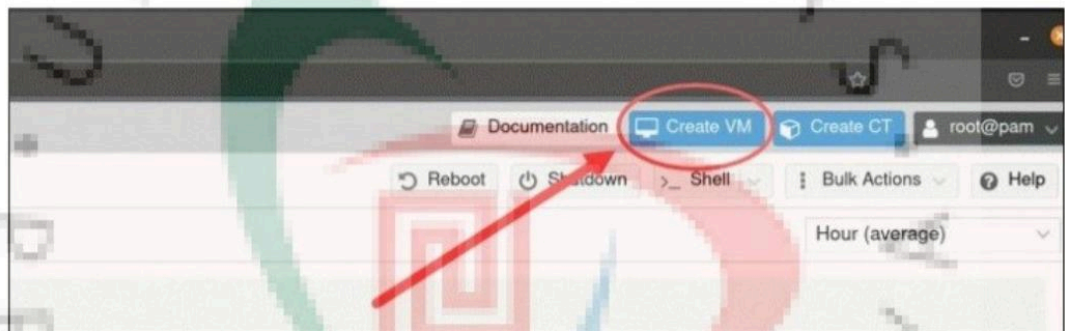 Documentation Create VM Create CT root@pam
Reboot Shutdown >_ Shell Bulk Actions Help
Hour (average)